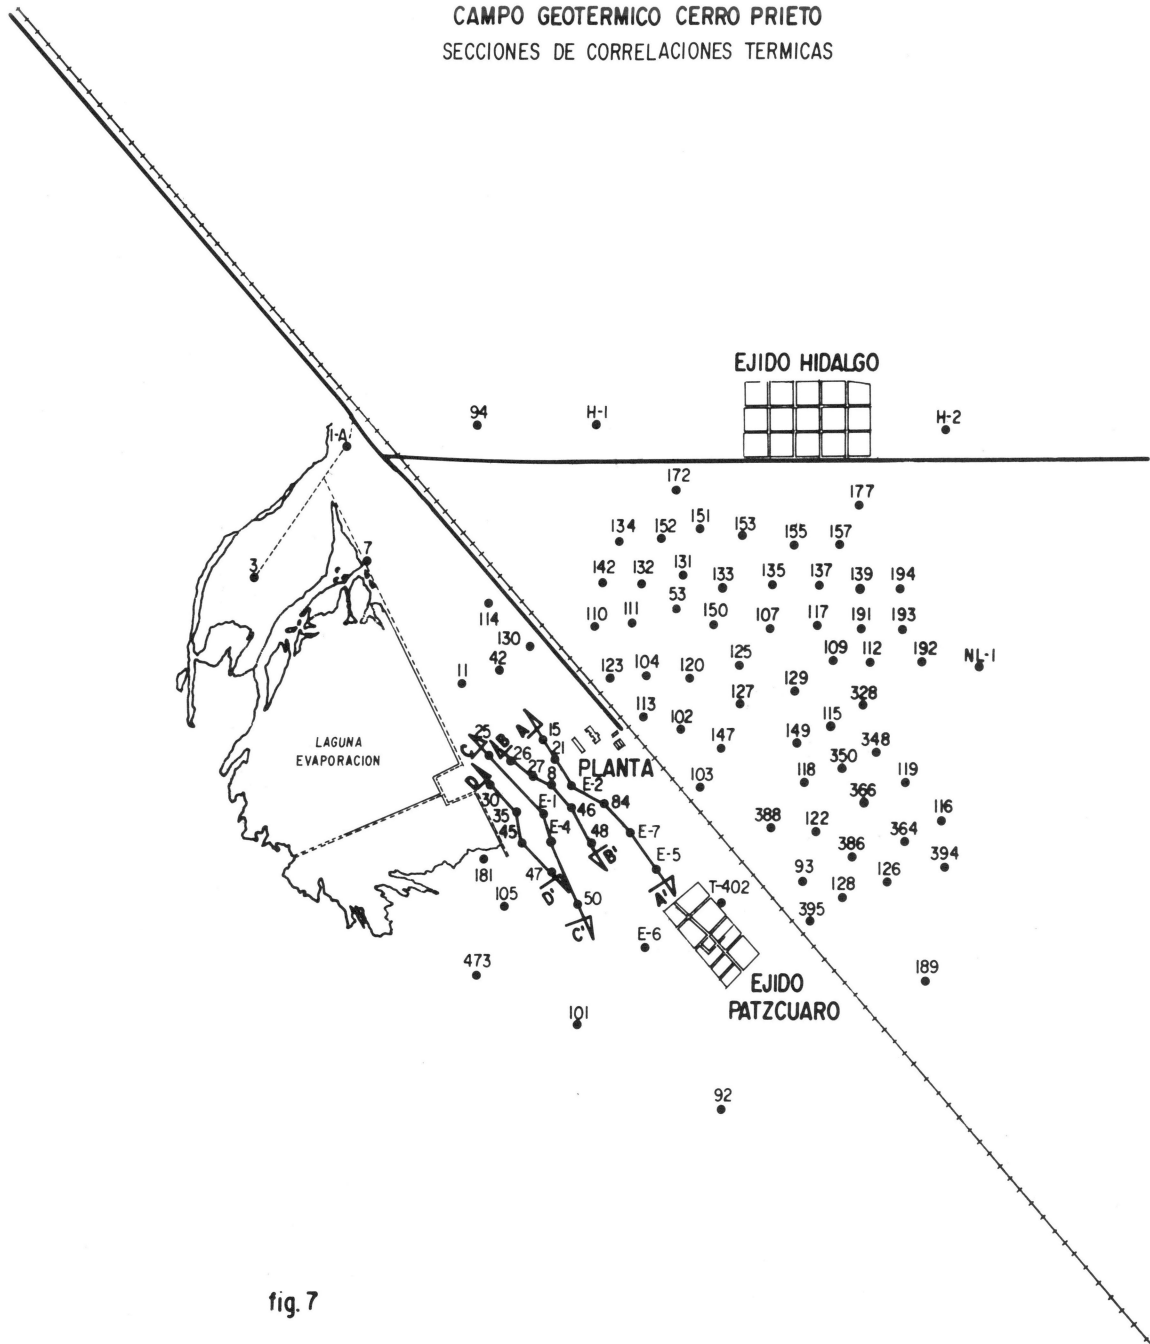 CAMPO GEOTERMICO CERRO PRIETO
SECCIONES DE CORRELACIONES TERMICAS
EJIDO HIDALGO
94
H-1
H-2
1-A
172
177
151
134
152
153
155
157
3
7
142
132
131
133
135
137
139
194
53
114
110
111
150
107
117
191
193
130
42
11
123
104
120
125
109
112
192
NL-1
129
127
328
113
102
115
A
15
25
C
B
147
149
348
LAGUNA
EVAPORACION
26
21
PLANTA
350
27
8
D
E-2
103
118
119
30
84
366
E-1
46
35
116
388
122
E-4
45
48
E-7
364
B'
386
394
E-5
181
47
93
126
D'
A'
T-402
128
105
50
395
C'
E-6
473
189
EJIDO
PATZCUARO
101
92
fig. 7